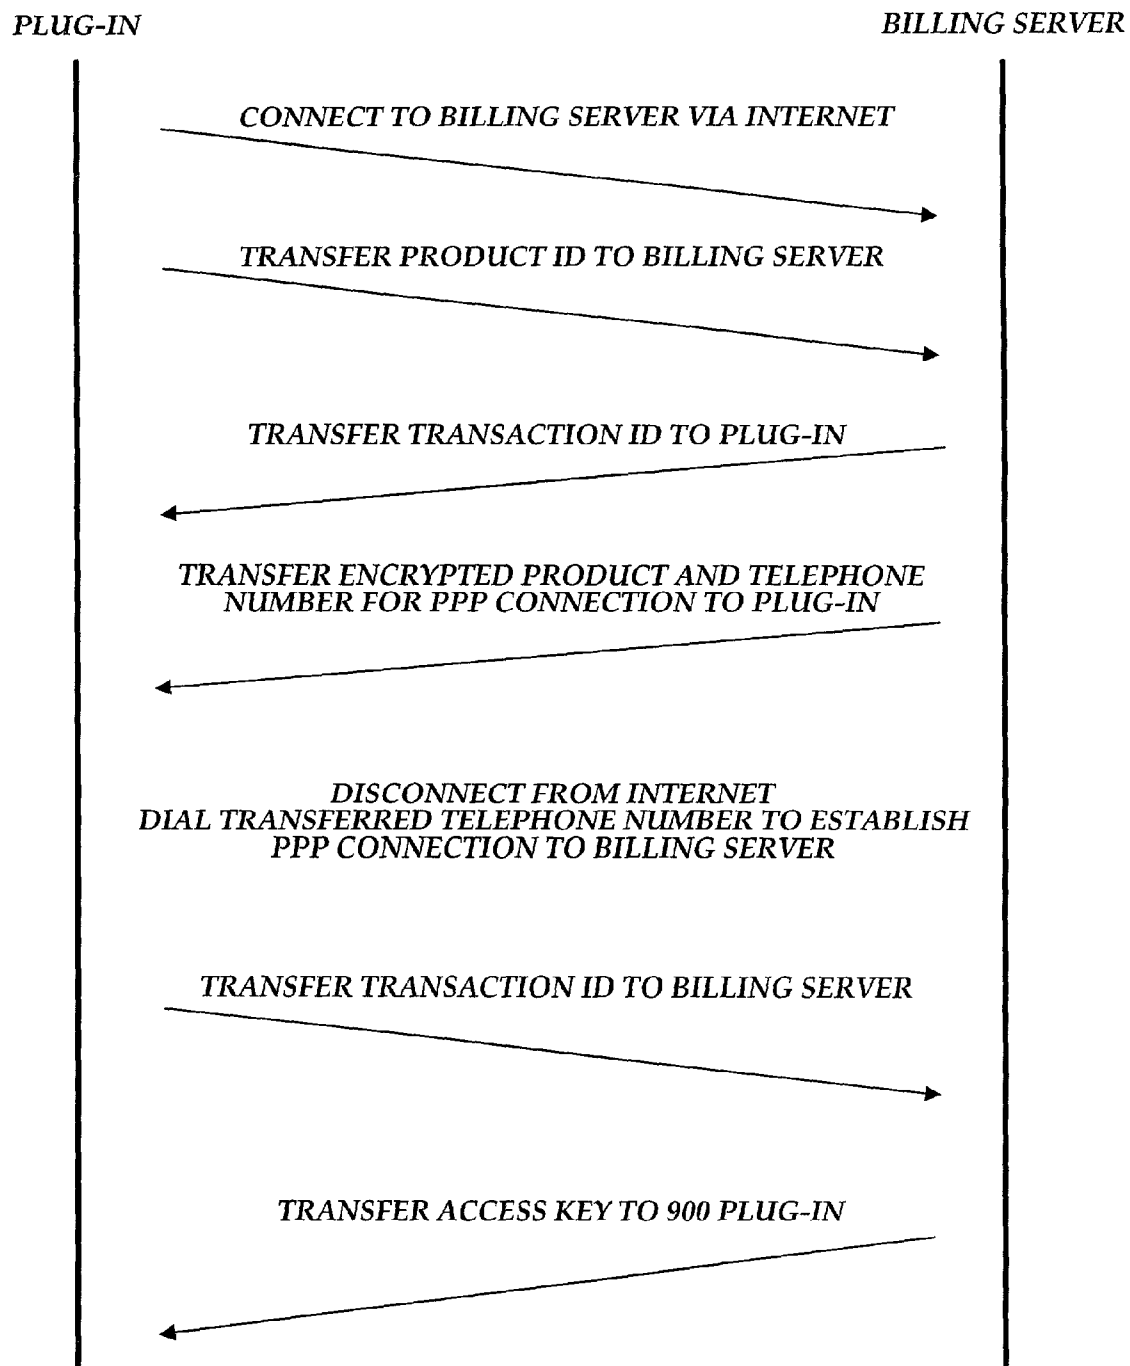 PLUG-IN
BILLING SERVER
CONNECT TO BILLING SERVER VIA INTERNET
TRANSFER PRODUCT ID TO BILLING SERVER
TRANSFER TRANSACTION ID TO PLUG-IN
TRANSFER ENCRYPTED PRODUCT AND TELEPHONE
NUMBER FOR PPP CONNECTION TO PLUG-IN
DISCONNECT FROM INTERNET
DIAL TRANSFERRED TELEPHONE NUMBER TO ESTABLISH
PPP CONNECTION TO BILLING SERVER
TRANSFER TRANSACTION ID TO BILLING SERVER
TRANSFER ACCESS KEY TO 900 PLUG-IN